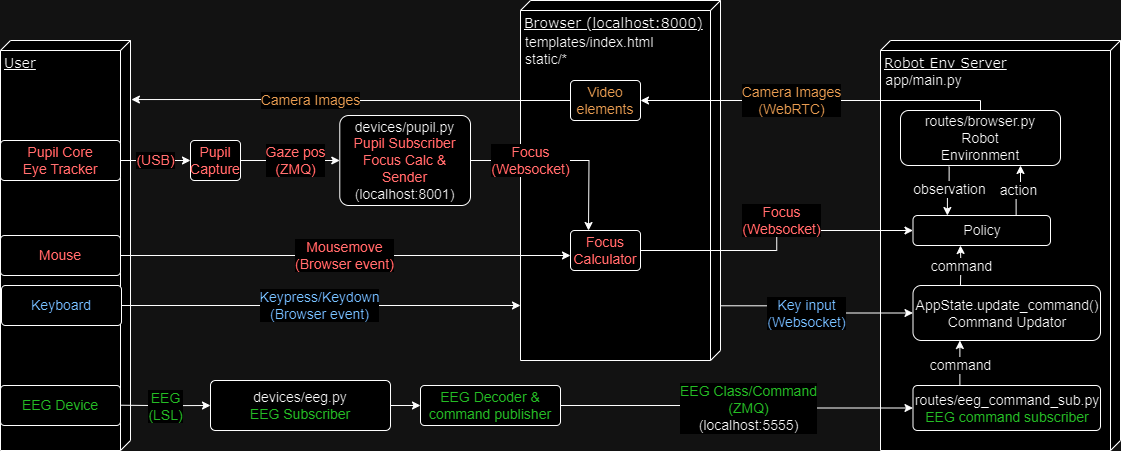 Browser (localhost:8000)
templates/index.html
static/*
User
Robot Env Server
app/main.py
Camera Images
Video
elements
Camera Images
(WebRTC)
routes/browser.py
Robot
Environment
observation
action
Pupil Core
Eye Tracker
(USB)
Pupil
Capture
Gaze pos
(ZMQ)
devices/pupil.py
Pupil Subscriber
Focus Calc &
Sender
(localhost:8001)
Focus
(Websocket)
Focus
(Websocket)
Policy
Mouse
Mousemove
(Browser event)
Focus
Calculator
command
Keyboard
Keypress/Keydown
(Browser event)
Key input
(Websocket)
AppState.update_command()
Command Updator
command
EEG Device
EEG
(LSL)
devices/eeg.py
EEG Subscriber
EEG Decoder &
command publisher
EEG Class/Command
(ZMQ)
(localhost:5555)
routes/eeg_command_sub.py
EEG command subscriber